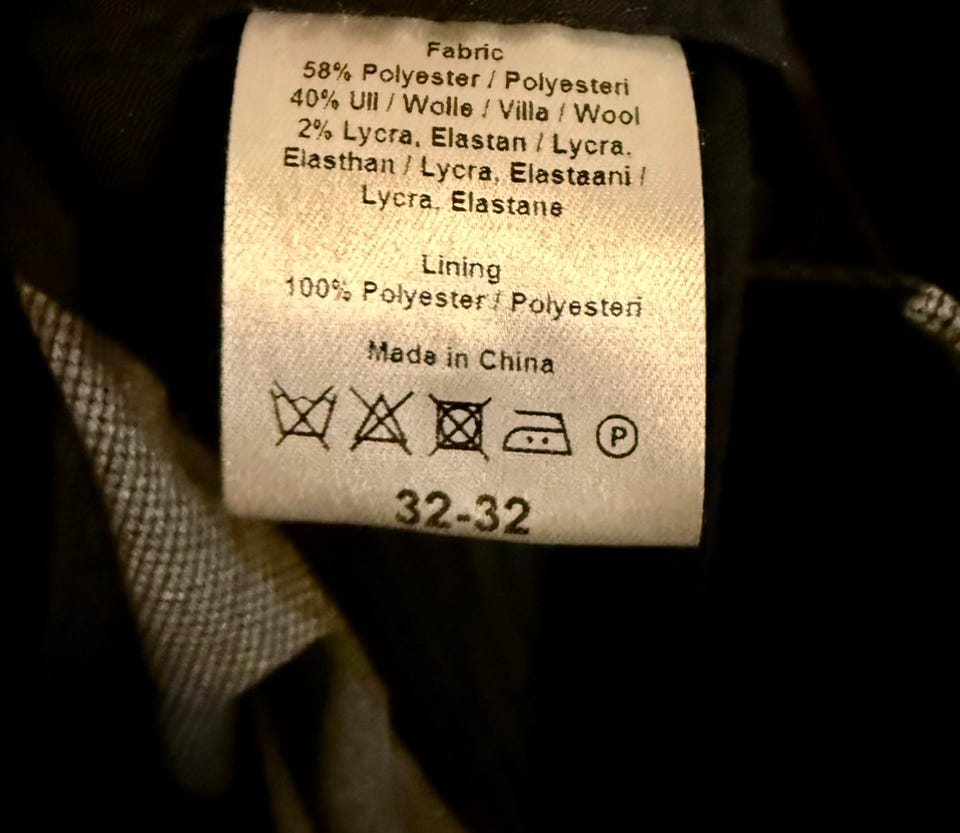 Fabric
58% Polyester / Polyesteri
40% Ull / Wolle / Villa / Wool
2% Lycra, Elastan / Lycra,
Elasthan / Lycra, Elastaani /
Lycra, Elastane
Lining
100% Polyester / Polyesteri
Made in China
P
32-32